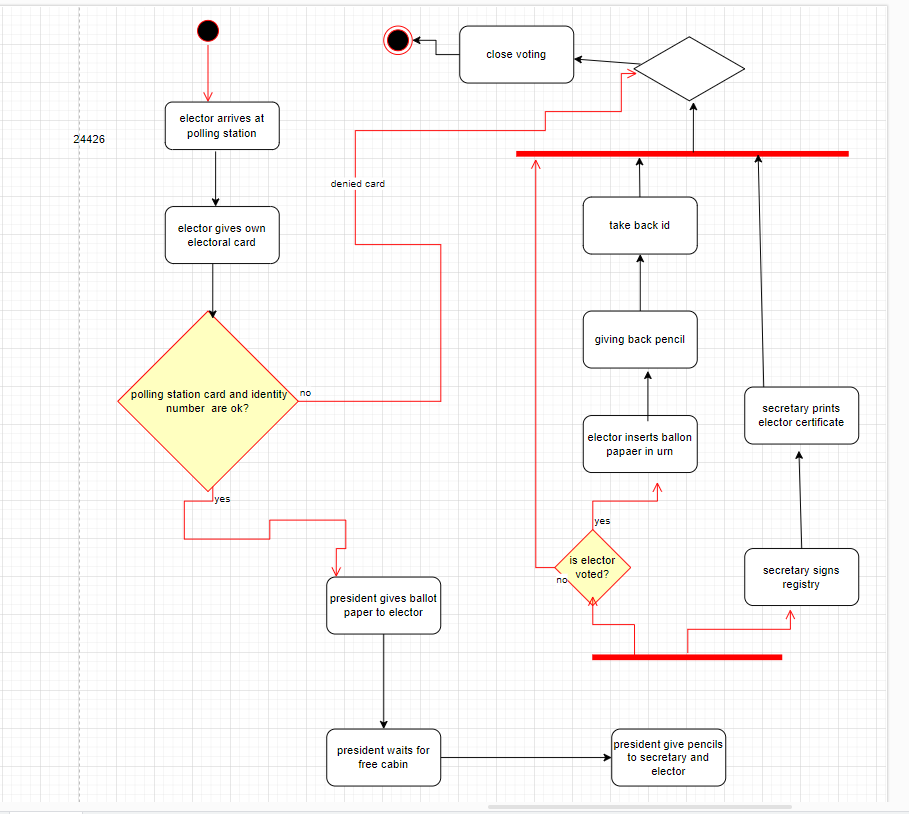 close voting
elector arrives at
polling station
24426
denied card
elector gives own
electoral card
take back id
giving back pencil
polling station card and identity
number are ok?
no
secretary prints
elector certificate
elector inserts ballon
papaer in urn
yes
yes
is elector
voted?
no
secretary signs
registry
president gives ballot
paper to elector
president waits for
free cabin
president give pencils
to secretary and
elector